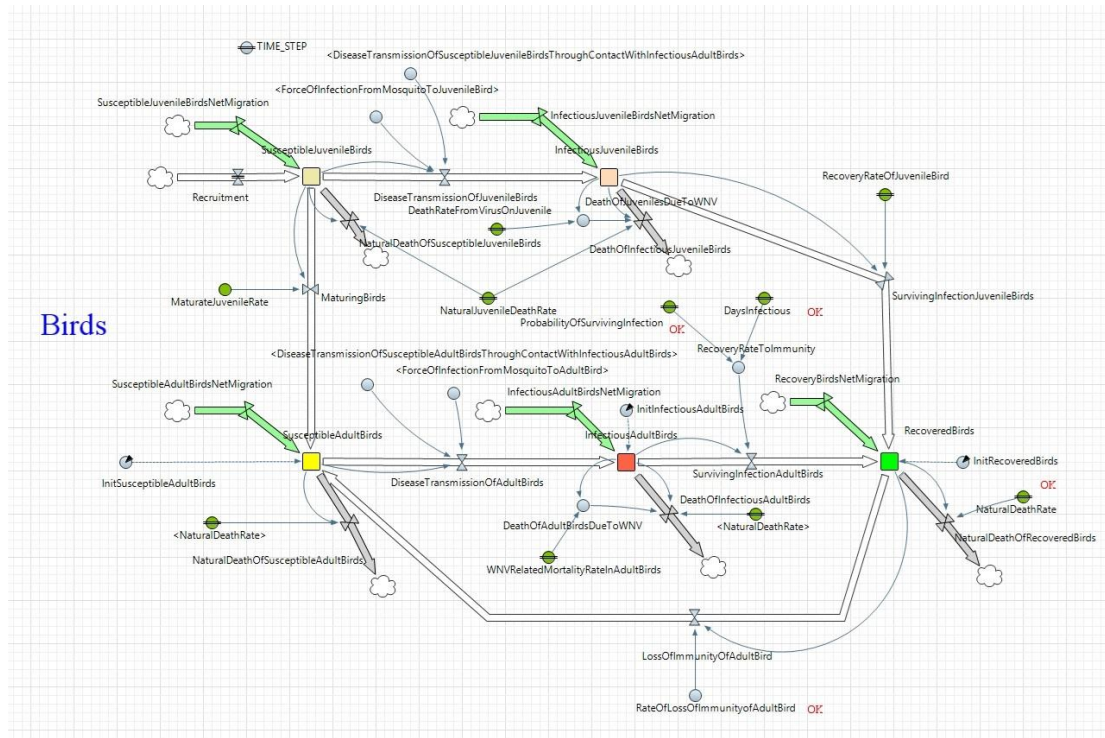 TIME_STEP
<DiseaseTransmissionOfSusceptibleJuvenileBirdsThroughContactWithInfectiousAdultBirds>
<ForceOfInfectionFromMosquitoToJuvenileBird>
SusceptibleJuvenileBirdsNetMigration
InfectiousJuvenileBirdsNetMigration
SusceptibleJuvenileBirds
InfectiousJuvenileBirds
RecoveryRateOfJuvenileBird
Recruitment
DiseaseTransmissionOfJuvenileBirds
DeathOfJuvenilesDueToWNV
DeathRateFromVirusOnJuvenile
NaturalDeathOfSusceptibleJuvenileBirds
DeathOfInfectiousJuvenileBirds
MaturateJuvenileRate
MaturingBirds
NaturalJuvenileDeathRate
SurvivingInfectionJuvenileBirds
ProbabilityOfSurvivingInfection
OK
DaysInfectious
OK
Birds
RecoveryRateToImmunity
<DiseaseTransmissionOfSusceptibleAdultBirdsThroughContactWithInfectiousAdultBirds>
<ForceOfInfectionFromMosquitoToAdultBird>
SusceptibleAdultBirdsNetMigration
InfectiousAdultBirdsNetMigration
RecoveryBirdsNetMigration
InitInfectiousAdultBirds
SusceptibleAdultBirds
InfectiousAdultBirds
RecoveredBirds
InitSusceptibleAdultBirds
DiseaseTransmissionOfAdultBirds
SurvivingInfectionAdultBirds
InitRecoveredBirds
OK
DeathOfInfectiousAdultBirds
NaturalDeathRate
DeathOfAdultBirdsDueToWNV
<NaturalDeathRate>
<NaturalDeathRate>
NaturalDeathOfRecoveredBirds
NaturalDeathOfSusceptibleAdultBirds
WNVRelatedMortalityRateInAdultBirds
LossOfImmunityOfAdultBird
RateOfLossOfImmunityofAdultBird
OK